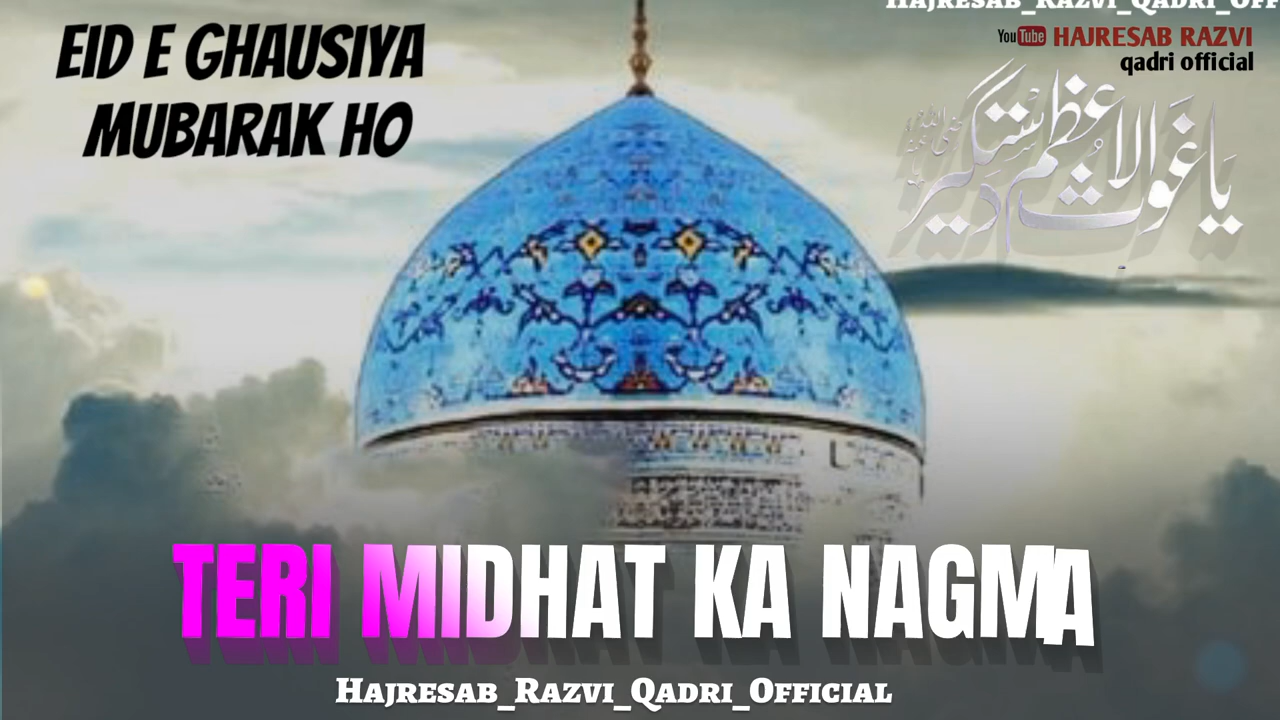 HAJRESAB_RAZVI_QADRI_OFF
EID E GHAUSIYA
MUBARAK HO
YouTube HAJRESAB RAZVI
qadri official
یا غوث الاعظم دستگیر
TERI MIDHAT KA NAGMA
HAJRESAB_RAZVI_QADRI_OFFICIAL